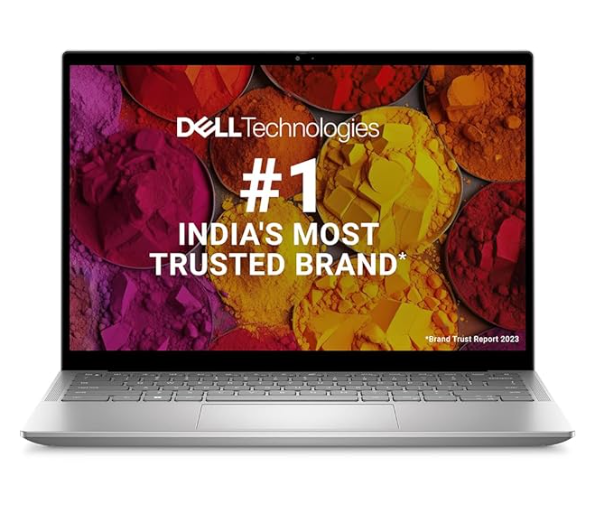 DELLTechnologies
#1
INDIA'S MOST
TRUSTED BRAND*
*Brand Trust Report 2023